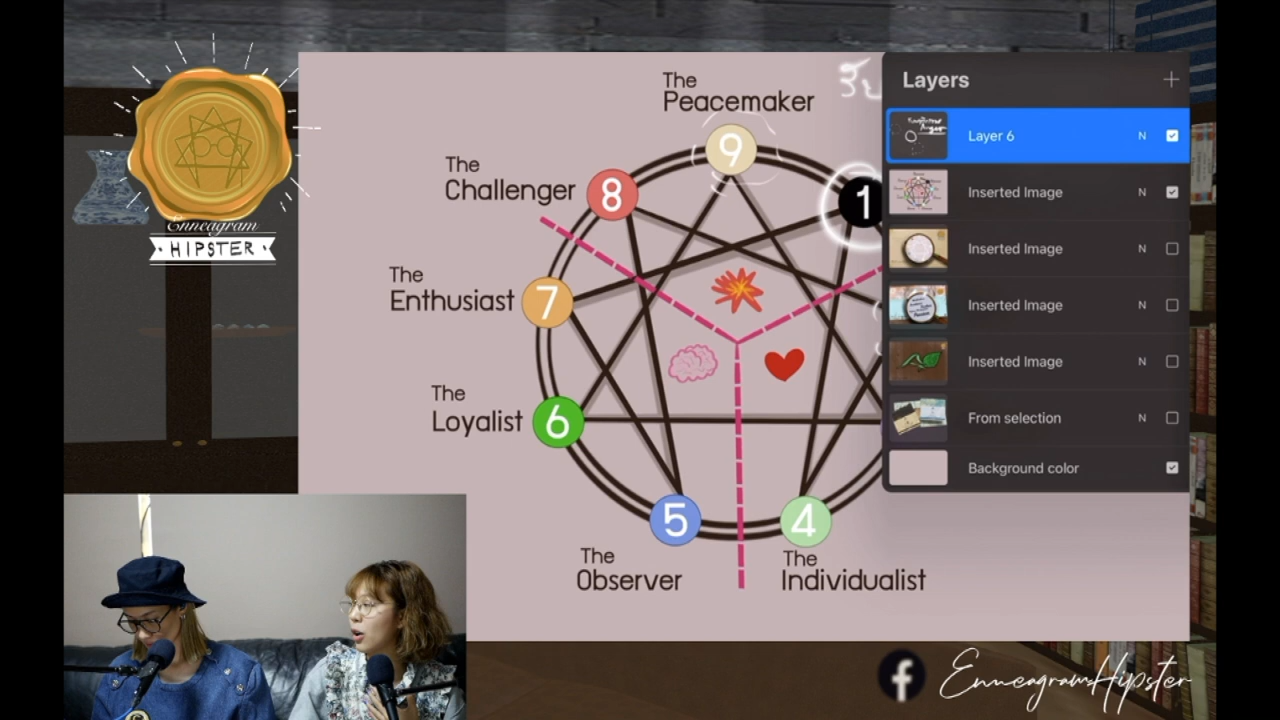 Enneagram
HIPSTER
The
Peacemaker
9
The
Challenger
8
1
The
Enthusiast
7
The
Loyalist
6
5
4
The
Observer
The
Individualist
Layers
Layer 6
N
Inserted Image
N
Inserted Image
N
Inserted Image
N
Inserted Image
N
From selection
N
Background color
f
EnneagramHipster